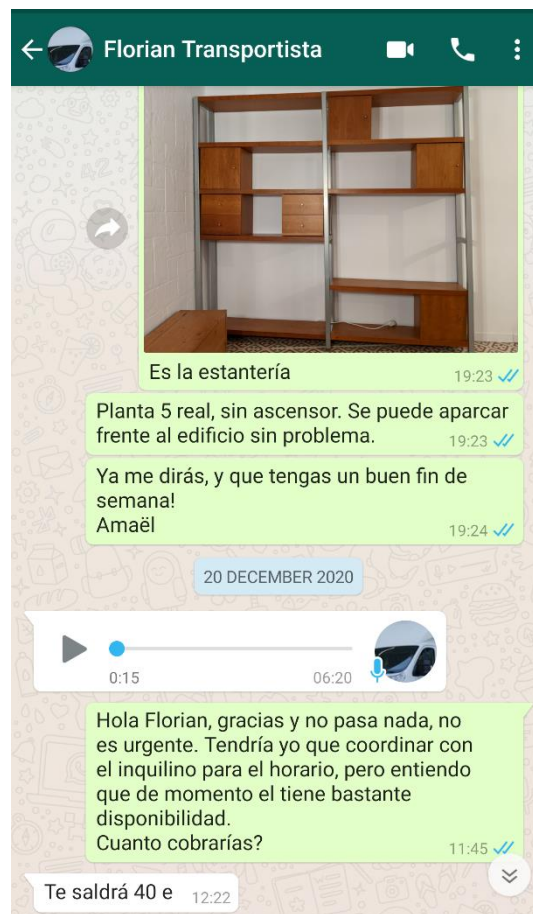 Florian Transportista
Es la estantería
19:23
Planta 5 real, sin ascensor. Se puede aparcar
frente al edificio sin problema.
19:23
Ya me dirás, y que tengas un buen fin de
semana!
Amaël
19:24
20 DECEMBER 2020
0:15
06:20
Hola Florian, gracias y no pasa nada, no
es urgente. Tendría yo que coordinar con
el inquilino para el horario, pero entiendo
que de momento el tiene bastante
disponibilidad.
Cuanto cobrarías?
11:45
Te saldrá 40 e
12:22